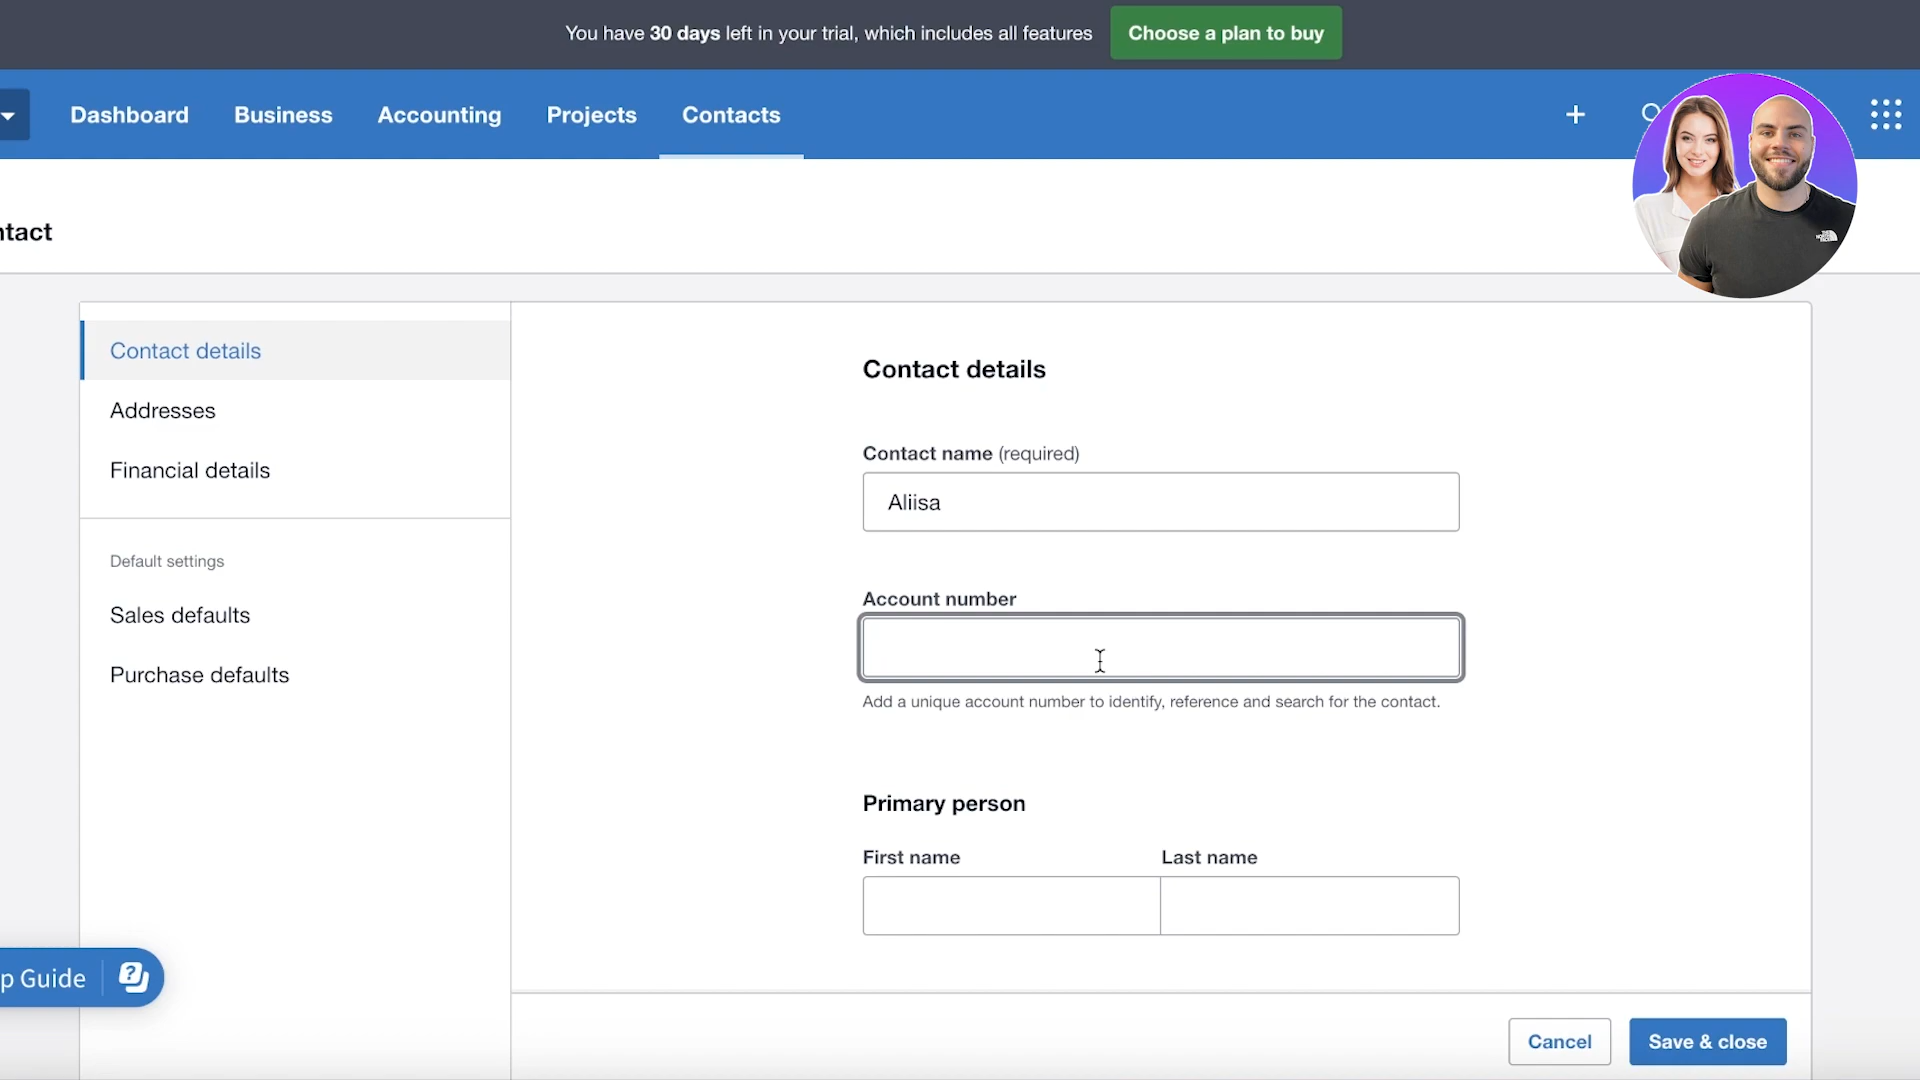 You have 30 days left in your trial, which includes all features
Choose a plan to buy
Dashboard
Business
Accounting
Projects
Contacts
ntact
Contact details
Addresses
Financial details
Default settings
Sales defaults
Purchase defaults
Contact details
Contact name (required)
Aliisa
Account number
Add a unique account number to identify, reference and search for the contact.
Primary person
First name
Last name
p Guide
Cancel
Save & close